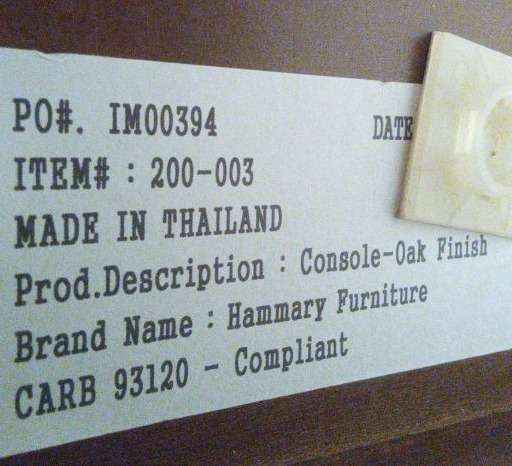 PO#. IM00394 DATE
ITEM# : 200-003
MADE IN THAILAND
Prod.Description : Console-Oak Finish
Brand Name : Hammary Furniture
CARB 93120 - Compliant